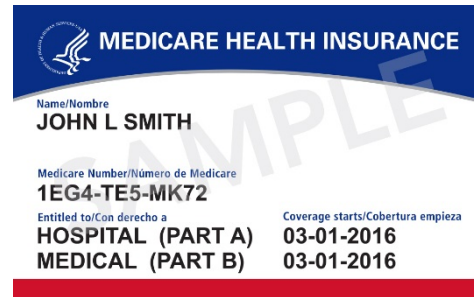 MEDICARE HEALTH INSURANCE
Name/Nombre
JOHN L SMITH
Medicare Number/Número de Medicare
1EG4-TE5-MK72
Entitled to/Con derecho a Coverage starts/Cobertura empieza
HOSPITAL (PART A) 03-01-2016
MEDICAL (PART B) 03-01-2016
SAMPLE